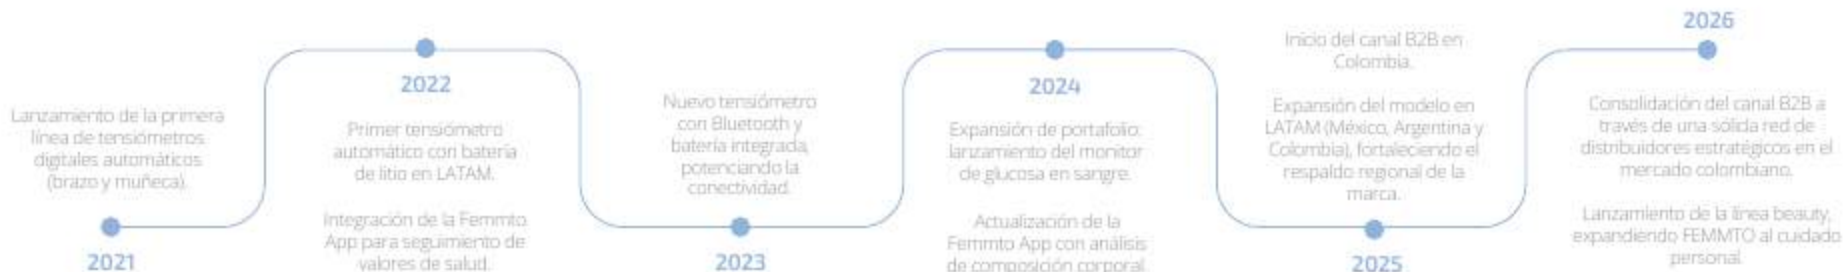 Lanzamiento de la primera
línea de tensiómetros
digitales automáticos
(brazo y muñeca).
2021
2022
Primer tensiómetro
automático con batería
de litio en LATAM.
Integración de la Femmto
App para seguimiento de
valores de salud.
Nuevo tensiómetro
con Bluetooth y
batería integrada,
potenciando la
conectividad.
2023
2024
Expansión de portafolio:
lanzamiento del monitor
de glucosa en sangre.
Actualización de la
Femmto App con análisis
de composición corporal.
Inicio del canal B2B en
Colombia.
Expansión del modelo en
LATAM (México, Argentina y
Colombia), fortaleciendo el
respaldo regional de la
marca.
2025
2026
Consolidación del canal B2B a
través de una sólida red de
distribuidores estratégicos en el
mercado colombiano.
Lanzamiento de la línea beauty,
expandiendo FEMMTO al cuidado
personal.